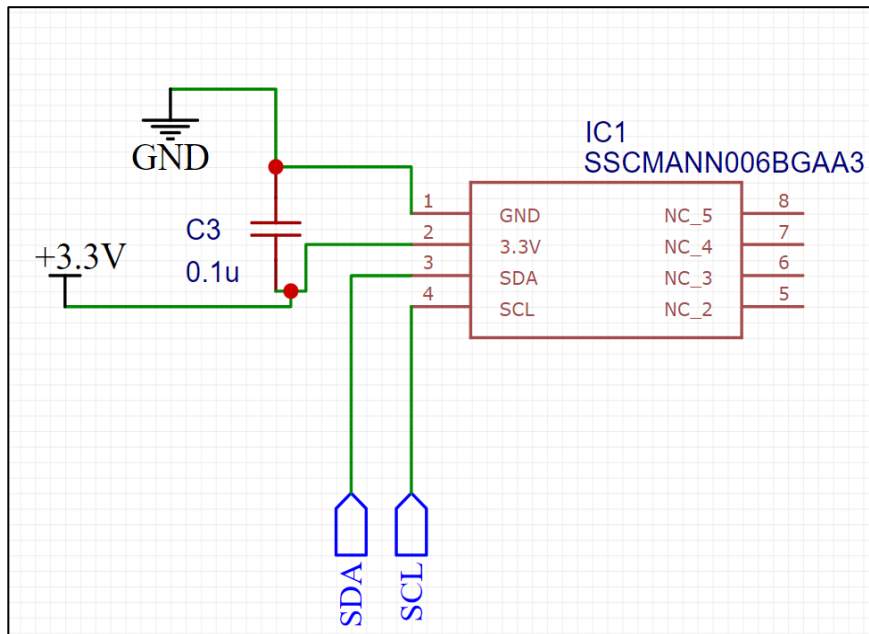 GND
IC1
SSCMANN006BGAA3
C3
0.1u
+3.3V
1 GND NC_5 8
2 3.3V NC_4 7
3 SDA NC_3 6
4 SCL NC_2 5
SDA
SCL